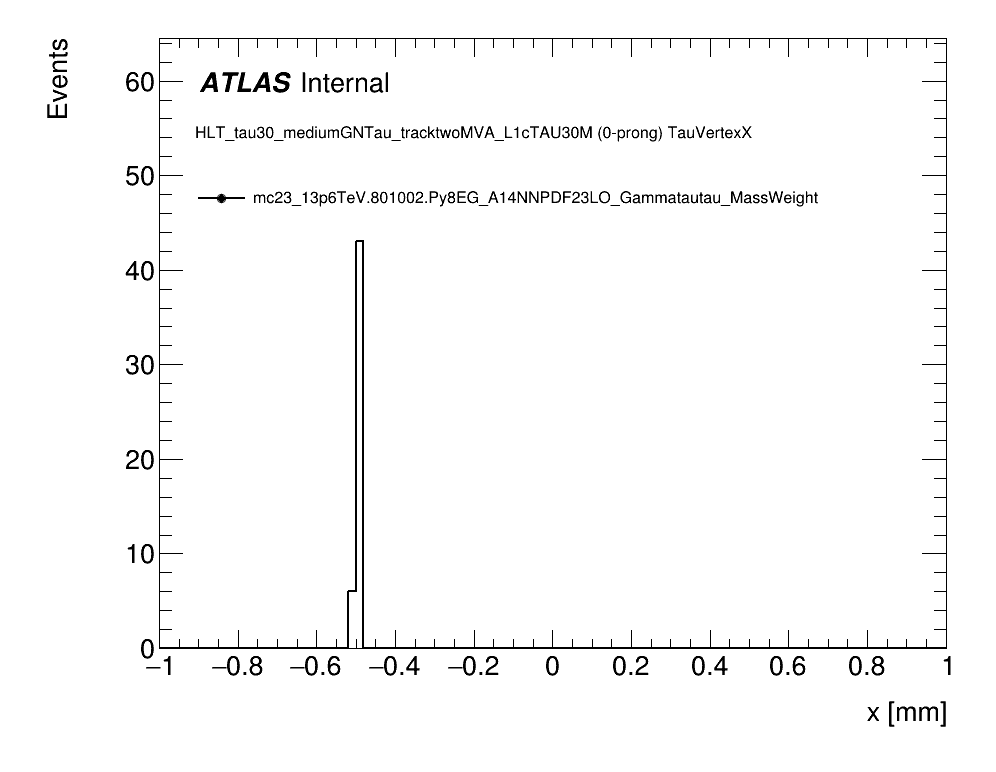 Events
ATLAS Internal
HLT_tau30_mediumGNTau_tracktwoMVA_L1cTAU30M (0-prong) TauVertexX
mc23_13p6TeV.801002.Py8EG_A14NNPDF23LO_Gammatautau_MassWeight
60
50
40
30
20
10
0
−1 −0.8 −0.6 −0.4 −0.2 0 0.2 0.4 0.6 0.8 1
x [mm]